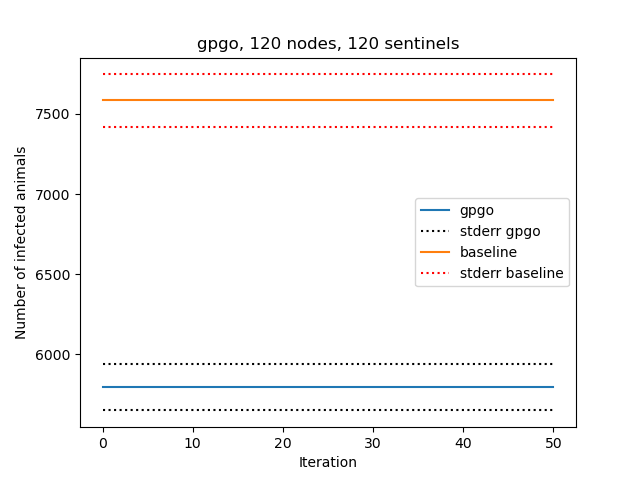 gpgo, 120 nodes, 120 sentinels
Number of infected animals
7500
7000
6500
6000
gpgo
stderr gpgo
baseline
stderr baseline
0 10 20 30 40 50
Iteration